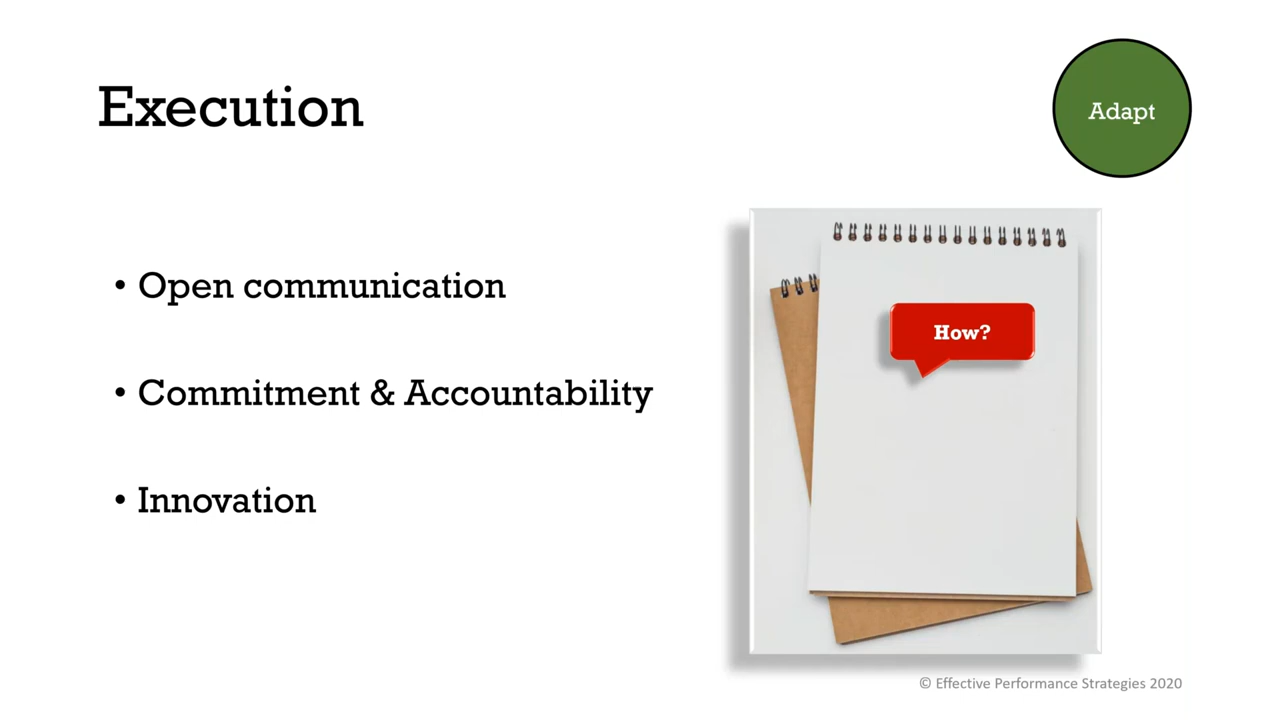 Execution
Adapt
• Open communication
• Commitment & Accountability
• Innovation
How?
© Effective Performance Strategies 2020